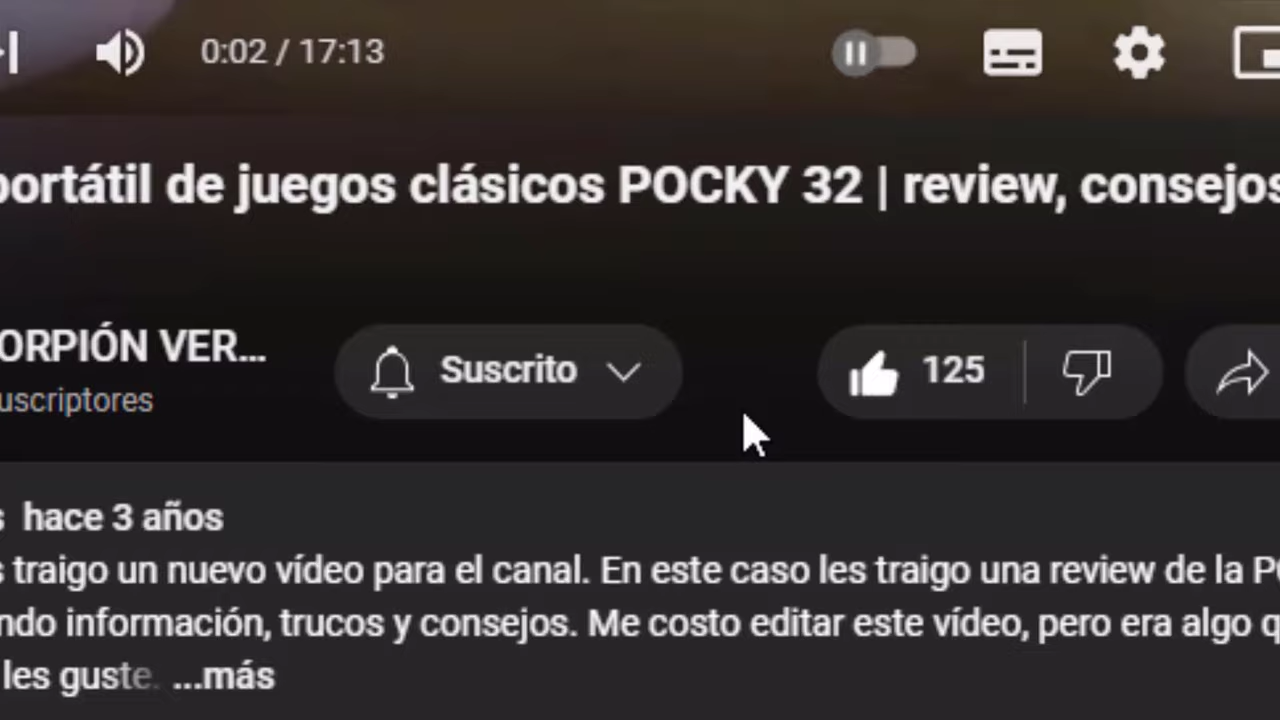 0:02 / 17:13
portátil de juegos clásicos POCKY 32 | review, consejos
ORPIÓN VER...
Suscrito
125
uscriptores
s hace 3 años
s traigo un nuevo vídeo para el canal. En este caso les traigo una review de la P
ndo información, trucos y consejos. Me costo editar este vídeo, pero era algo q
les guste. ...más